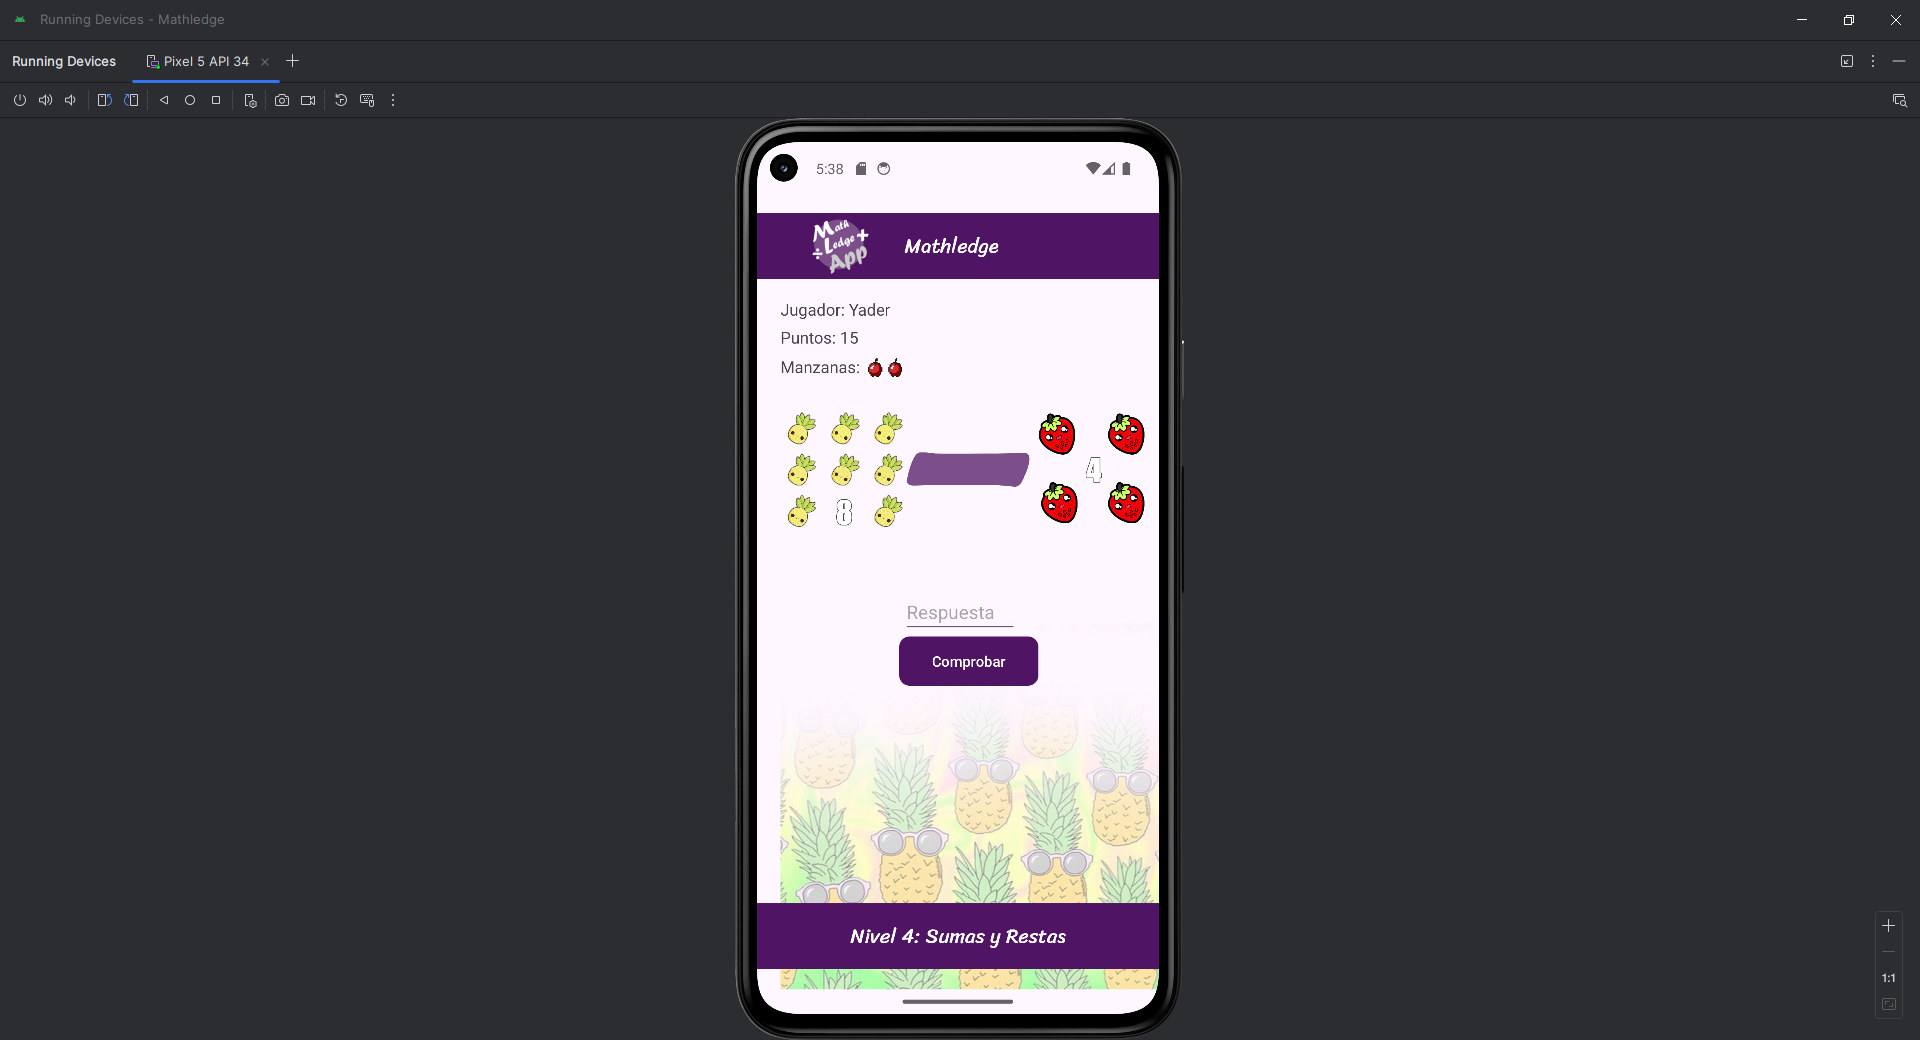 Running Devices - Mathledge
Running Devices
Pixel 5 API 34
5:38
Math
Ledge
App
Mathledge
Jugador: Yader
Puntos: 15
Manzanas:
4
8
Respuesta
Comprobar
Nivel 4: Sumas y Restas
1:1